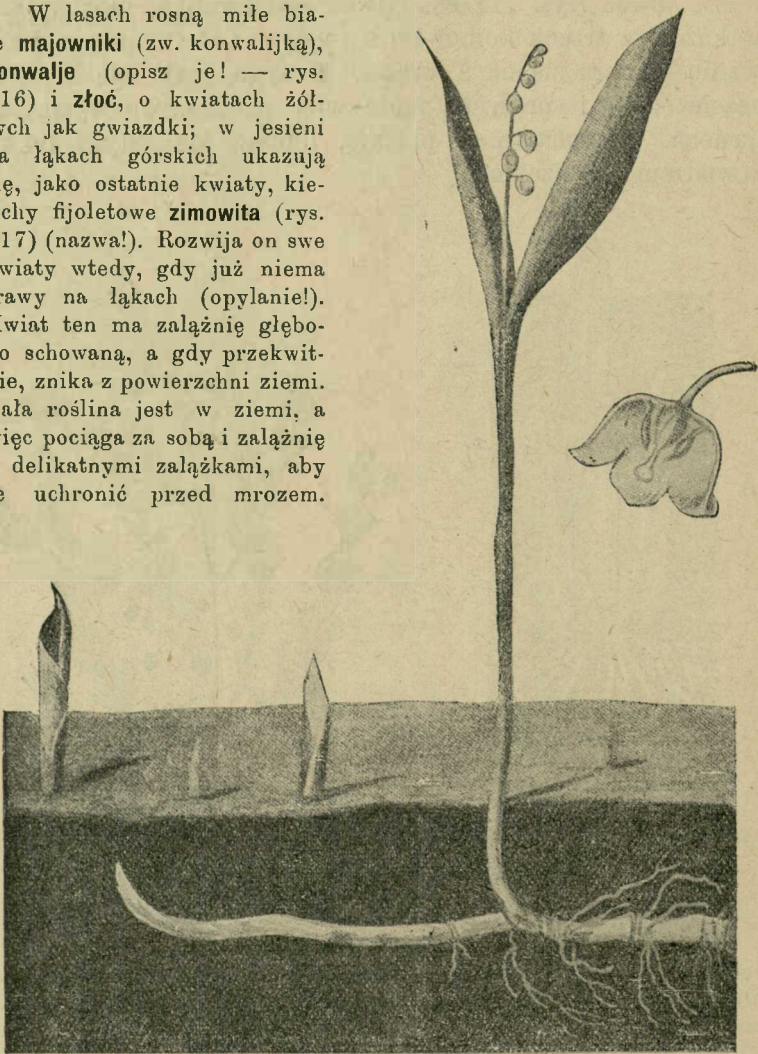 W lasach rosną miłe bia-
e majowniki (zw. konwalijką),
onwalje (opisz je! — rys.
16) i złoć, o kwiatach żół-
ych jak gwiazdki; w jesieni
a łąkach górskich ukazują
ę, jako ostatnie kwiaty, kie-
chy fijoletowe zimowita (rys.
17) (nazwa!). Rozwija on swe
wiaty wtedy, gdy już niema
rawy na łąkach (opylanie!).
wiat ten ma zalążnię głębo-
o schowaną, a gdy przekwit-
ie, znika z powierzchni ziemi.
ała roślina jest w ziemi, a
ięc pociąga za sobą i zalążnię
delikatnymi zalążkami, aby
e uchronić przed mrozem.